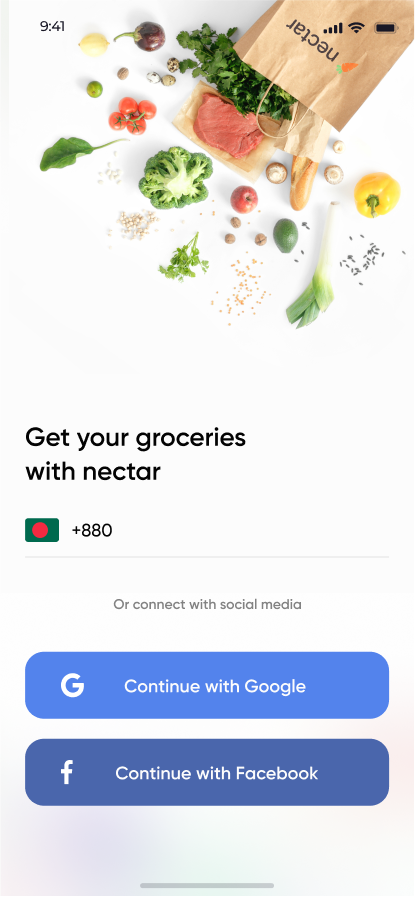 9:41
nectar
Get your groceries
with nectar
+880
Or connect with social media
G Continue with Google
f Continue with Facebook